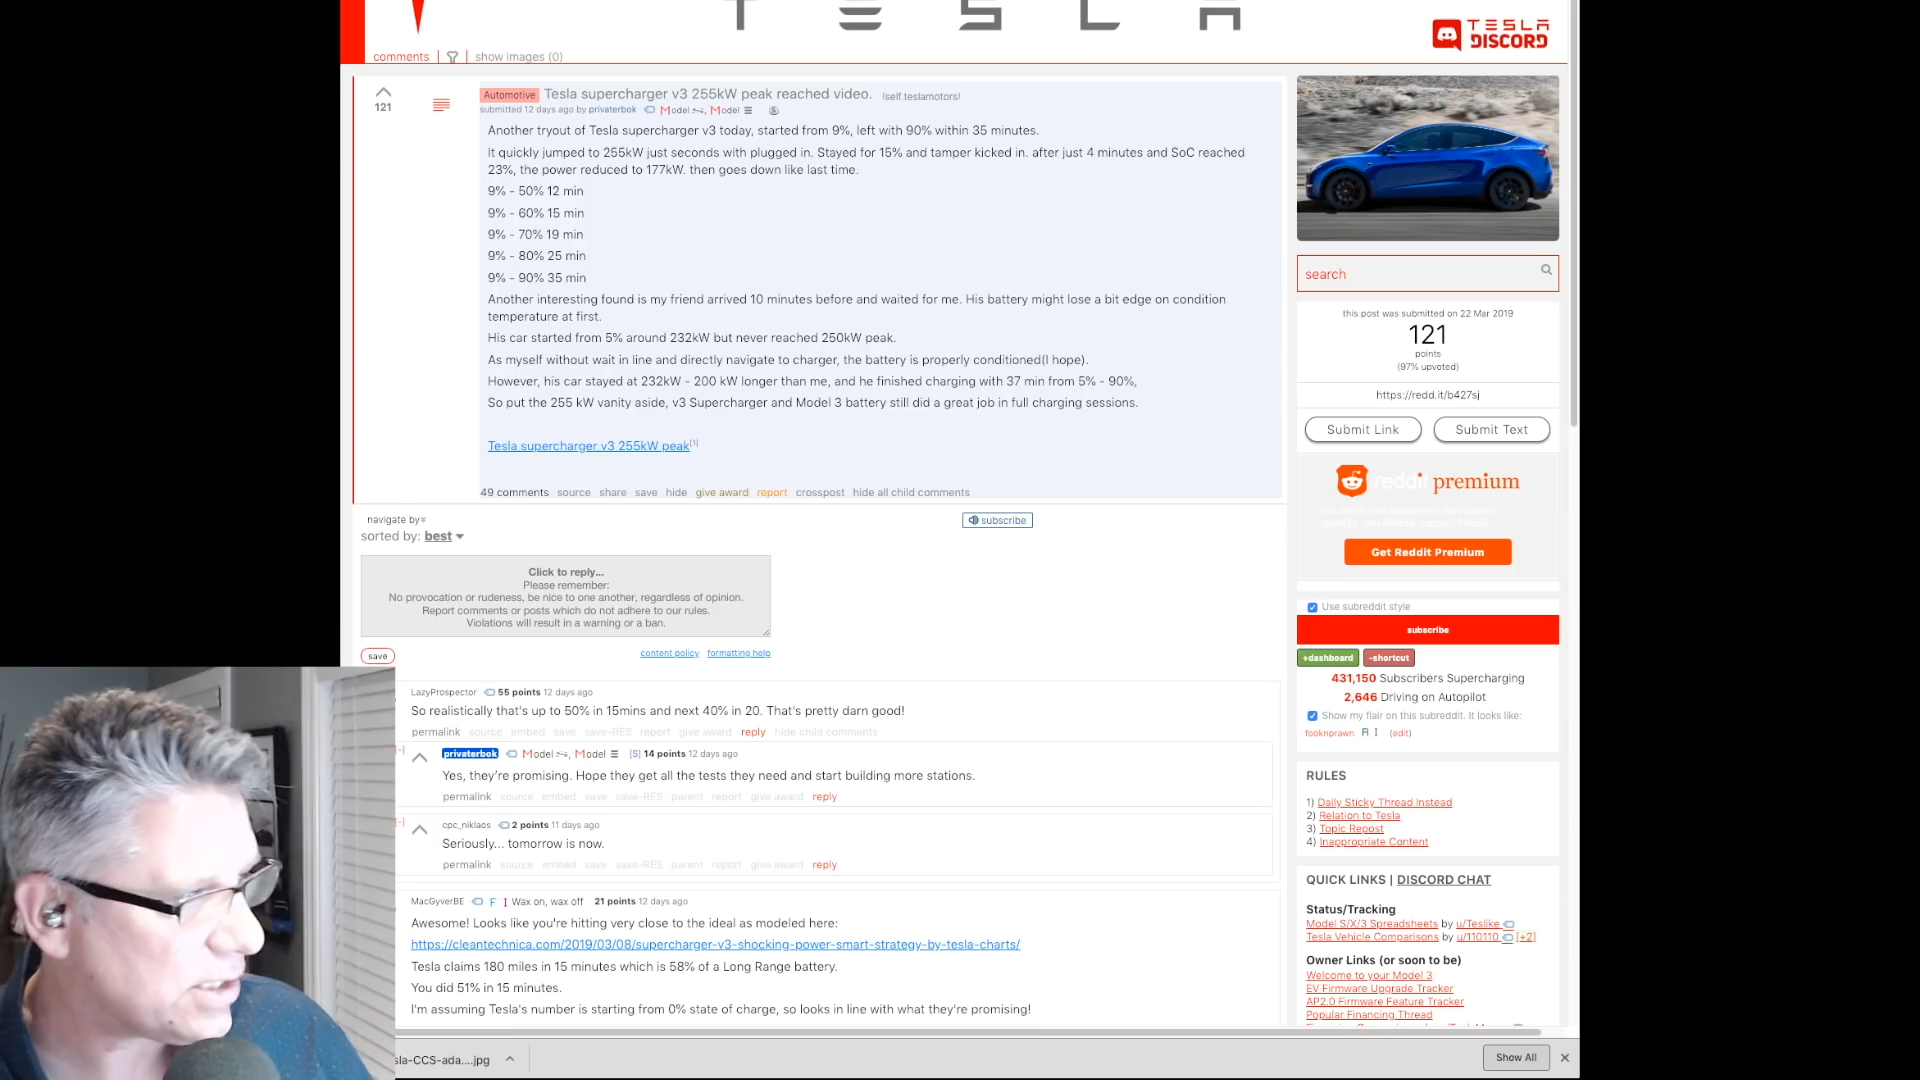 TESLA
TESLA
DISCORD
comments
show images (0)
121
Automotive Tesla supercharger v3 255kW peak reached video. (self.teslamotors)
submitted 12 days ago by privaterbok Model S, Model 3
Another tryout of Tesla supercharger v3 today, started from 9%, left with 90% within 35 minutes.
It quickly jumped to 255kW just seconds with plugged in. Stayed for 15% and tamper kicked in. after just 4 minutes and SoC reached
23%, the power reduced to 177kW. then goes down like last time.
9% - 50% 12 min
9% - 60% 15 min
9% - 70% 19 min
9% - 80% 25 min
9% - 90% 35 min
Another interesting found is my friend arrived 10 minutes before and waited for me. His battery might lose a bit edge on condition
temperature at first.
His car started from 5% around 232kW but never reached 250kW peak.
As myself without wait in line and directly navigate to charger, the battery is properly conditioned(I hope).
However, his car stayed at 232kW - 200 kW longer than me, and he finished charging with 37 min from 5% - 90%,
So put the 255 kW vanity aside, v3 Supercharger and Model 3 battery still did a great job in full charging sessions.
Tesla supercharger v3 255kW peak[1]
49 comments source share save hide give award report crosspost hide all child comments
navigate by
subscribe
sorted by: best
Click to reply...
Please remember:
No provocation or rudeness, be nice to one another, regardless of opinion.
Report comments or posts which do not adhere to our rules.
Violations will result in a warning or a ban.
save
content policy formatting help
LazyProspector 55 points 12 days ago
So realistically that's up to 50% in 15mins and next 40% in 20. That's pretty darn good!
permalink source embed save save-RES report give award reply hide child comments
[-]
privaterbok Model S, Model 3 [S] 14 points 12 days ago
Yes, they're promising. Hope they get all the tests they need and start building more stations.
permalink source embed save save-RES parent report give award reply
[-]
cpc_niklaos 2 points 11 days ago
Seriously... tomorrow is now.
permalink source embed save save-RES parent report give award reply
MacGyverBE F I Wax on, wax off 21 points 12 days ago
Awesome! Looks like you're hitting very close to the ideal as modeled here:
https://cleantechnica.com/2019/03/08/supercharger-v3-shocking-power-smart-strategy-by-tesla-charts/
Tesla claims 180 miles in 15 minutes which is 58% of a Long Range battery.
You did 51% in 15 minutes.
I'm assuming Tesla's number is starting from 0% state of charge, so looks in line with what they're promising!
search
this post was submitted on 22 Mar 2019
121
points
(97% upvoted)
https://redd.it/b427sj
Submit Link
Submit Text
reddit premium
Get Reddit Premium
Use subreddit style
subscribe
+dashboard
-shortcut
431,150 Subscribers Supercharging
2,646 Driving on Autopilot
Show my flair on this subreddit. It looks like:
fooknprawn R I (edit)
RULES
1) Daily Sticky Thread Instead
2) Relation to Tesla
3) Topic Repost
4) Inappropriate Content
QUICK LINKS | DISCORD CHAT
Status/Tracking
Model S/X/3 Spreadsheets by u/Teslike
Tesla Vehicle Comparisons by u/110110 [+2]
Owner Links (or soon to be)
Welcome to your Model 3
EV Firmware Upgrade Tracker
AP2.0 Firmware Feature Tracker
Popular Financing Thread
sla-CCS-ada....jpg
Show All